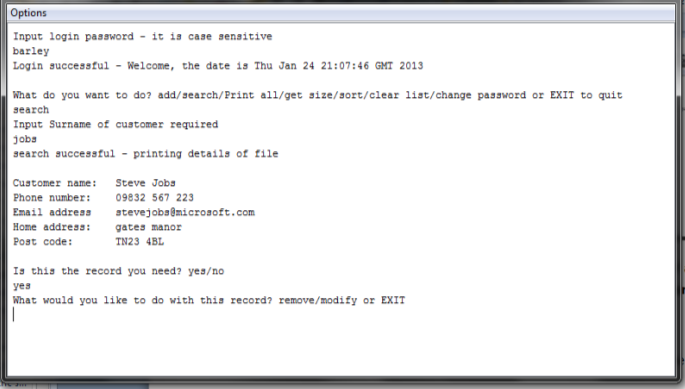 Options
Input login password - it is case sensitive
barley
Login successful - Welcome, the date is Thu Jan 24 21:07:46 GMT 2013
What do you want to do? add/search/Print all/get size/sort/clear list/change password or EXIT to quit
search
Input Surname of customer required
jobs
search successful - printing details of file
Customer name: Steve Jobs
Phone number: 09832 567 223
Email address stevejobs@microsoft.com
Home address: gates manor
Post code: TN23 4BL
Is this the record you need? yes/no
yes
What would you like to do with this record? remove/modify or EXIT